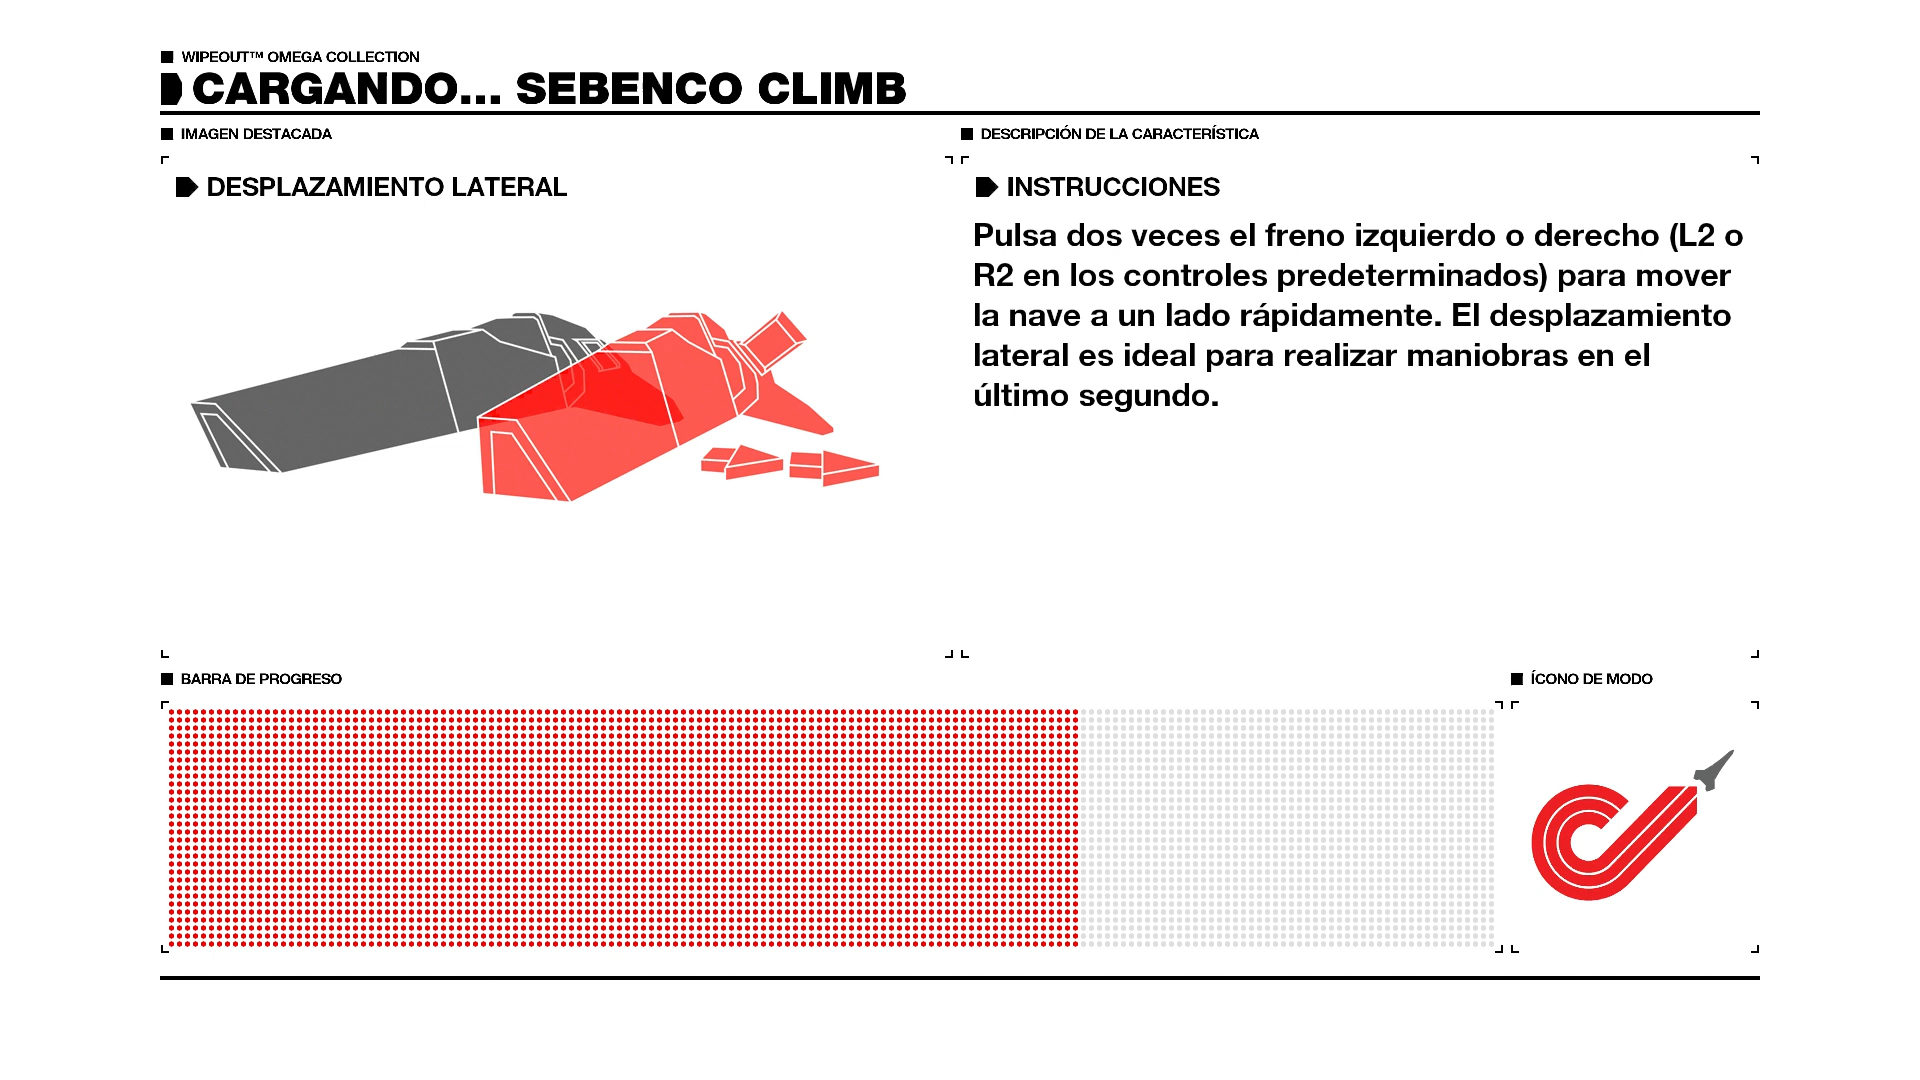 WIPEOUT™ OMEGA COLLECTION
CARGANDO... SEBENCO CLIMB
IMAGEN DESTACADA
DESPLAZAMIENTO LATERAL
DESCRIPCIÓN DE LA CARACTERÍSTICA
INSTRUCCIONES
Pulsa dos veces el freno izquierdo o derecho (L2 o
R2 en los controles predeterminados) para mover
la nave a un lado rápidamente. El desplazamiento
lateral es ideal para realizar maniobras en el
último segundo.
BARRA DE PROGRESO
ÍCONO DE MODO